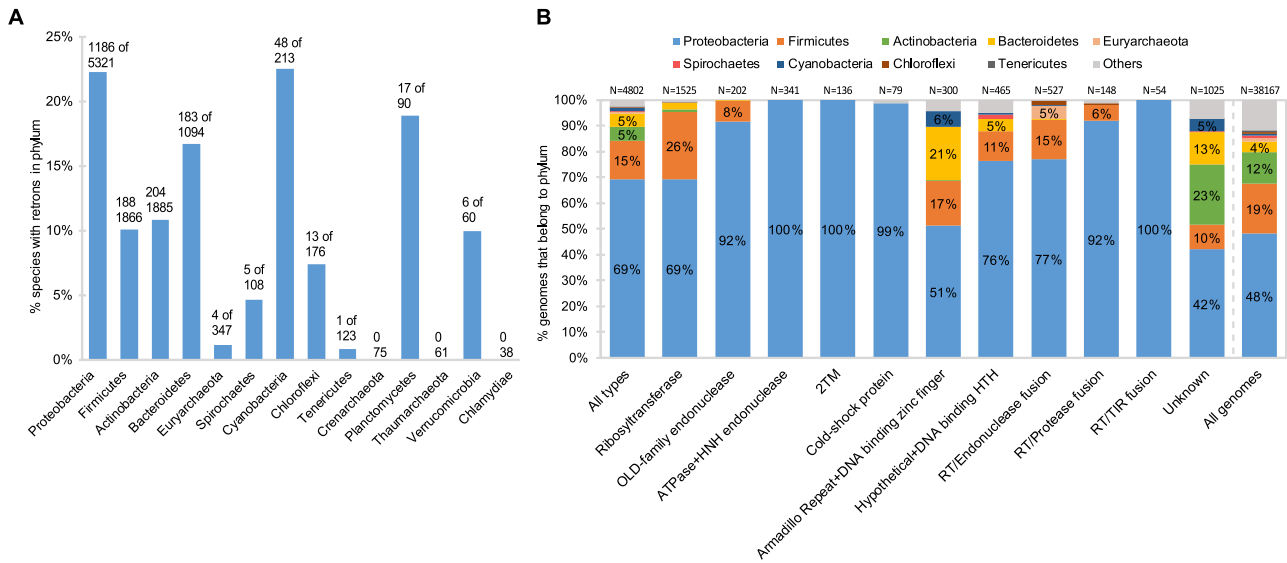 A
% species with retrons in phylum
25%
20%
15%
10%
5%
0%
1186 of
5321
188
1866
204
1885
183 of
1094
4 of
347
5 of
108
48 of
213
13 of
176
1 of
123
0
75
17 of
90
0
61
6 of
60
0
38
Proteobacteria
Firmicutes
Actinobacteria
Bacteroidetes
Euryarchaeota
Spirochaetes
Cyanobacteria
Chloroflexi
Tenericutes
Crenarchaeota
Planctomycetes
Thaumarchaeota
Verrucomicrobia
Chlamydiae
B
Proteobacteria Firmicutes Actinobacteria Bacteroidetes Euryarchaeota
Spirochaetes Cyanobacteria Chloroflexi Tenericutes Others
% genomes that belong to phylum
100%
90%
80%
70%
60%
50%
40%
30%
20%
10%
0%
N=4802 N=1525 N=202 N=341 N=136 N=79 N=300 N=465 N=527 N=148 N=54 N=1025 N=38167
5%
5%
15%
69%
26%
69%
8%
92%
100%
100%
99%
6%
21%
17%
51%
5%
11%
76%
5%
15%
77%
6%
92%
100%
5%
13%
23%
10%
42%
4%
12%
19%
48%
All types
Ribosyltransferase
OLD-family endonuclease
ATPase+HNH endonuclease
2TM
Cold-shock protein
Armadillo Repeat+DNA binding zinc finger
Hypothetical+DNA binding HTH
RT/Endonuclease fusion
RT/Protease fusion
RT/TIR fusion
Unknown
All genomes